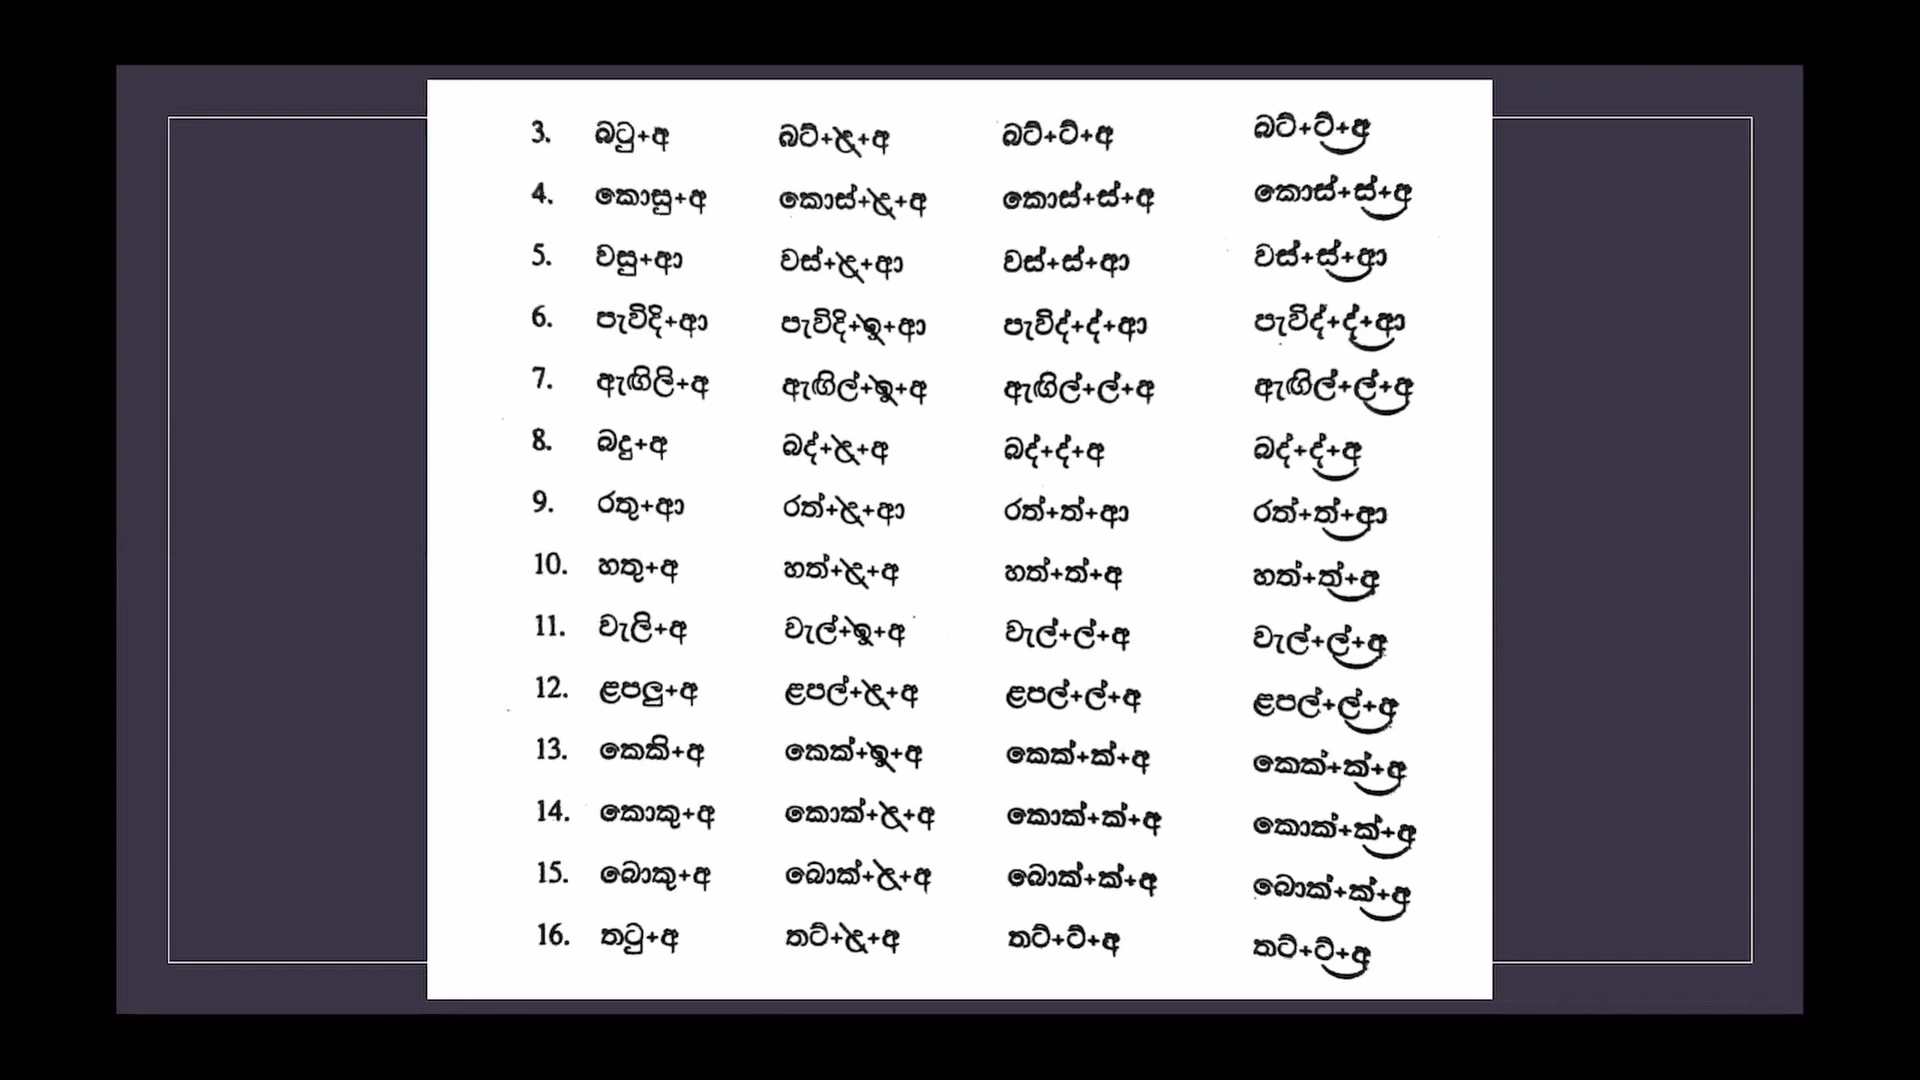 3. බටු+අ බට්+උ+අ බට්+ට්+අ බට්+ට්+අ
4. කොසු+අ කොස්+උ+අ කොස්+ස්+අ කොස්+ස්+අ
5. වසු+ආ වස්+උ+ආ වස්+ස්+ආ වස්+ස්+ආ
6. පැවිදි+ආ පැවිදි+ඉ+ආ පැවිද්+ද්+ආ පැවිද්+ද්+ආ
7. ඇඟිලි+අ ඇඟිල්+ඉ+අ ඇඟිල්+ල්+අ ඇඟිල්+ල්+අ
8. බදු+අ බද්+උ+අ බද්+ද්+අ බද්+ද්+අ
9. රතු+ආ රත්+උ+ආ රත්+ත්+ආ රත්+ත්+ආ
10. හතු+අ හත්+උ+අ හත්+ත්+අ හත්+ත්+අ
11. වැලි+අ වැල්+ඉ+අ වැල්+ල්+අ වැල්+ල්+අ
12. ළපලු+අ ළපල්+උ+අ ළපල්+ල්+අ ළපල්+ල්+අ
13. කෙකි+අ කෙක්+ඉ+අ කෙක්+ක්+අ කෙක්+ක්+අ
14. කොකු+අ කොක්+උ+අ කොක්+ක්+අ කොක්+ක්+අ
15. බොකු+අ බොක්+උ+අ බොක්+ක්+අ බොක්+ක්+අ
16. තටු+අ තට්+උ+අ තට්+ට්+අ තට්+ට්+අ